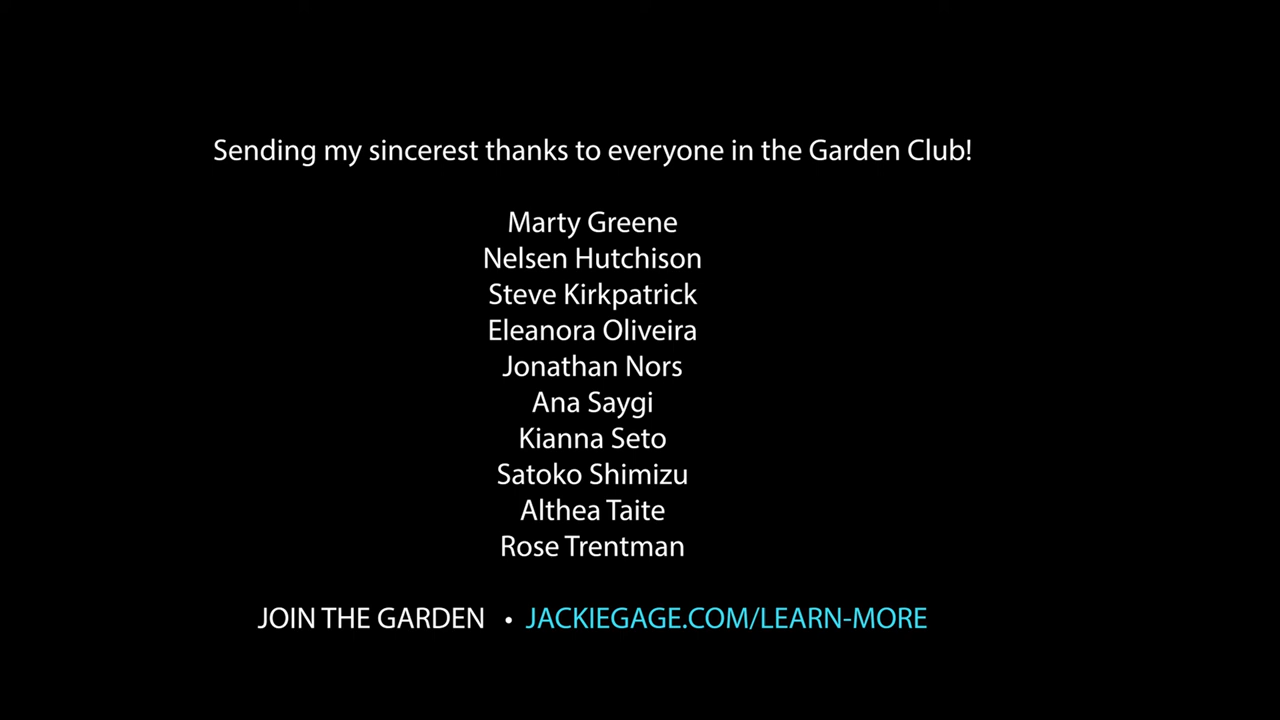 Sending my sincerest thanks to everyone in the Garden Club!
Marty Greene
Nelsen Hutchison
Steve Kirkpatrick
Eleanora Oliveira
Jonathan Nors
Ana Saygi
Kianna Seto
Satoko Shimizu
Althea Taite
Rose Trentman
JOIN THE GARDEN • JACKIEGAGE.COM/LEARN-MORE